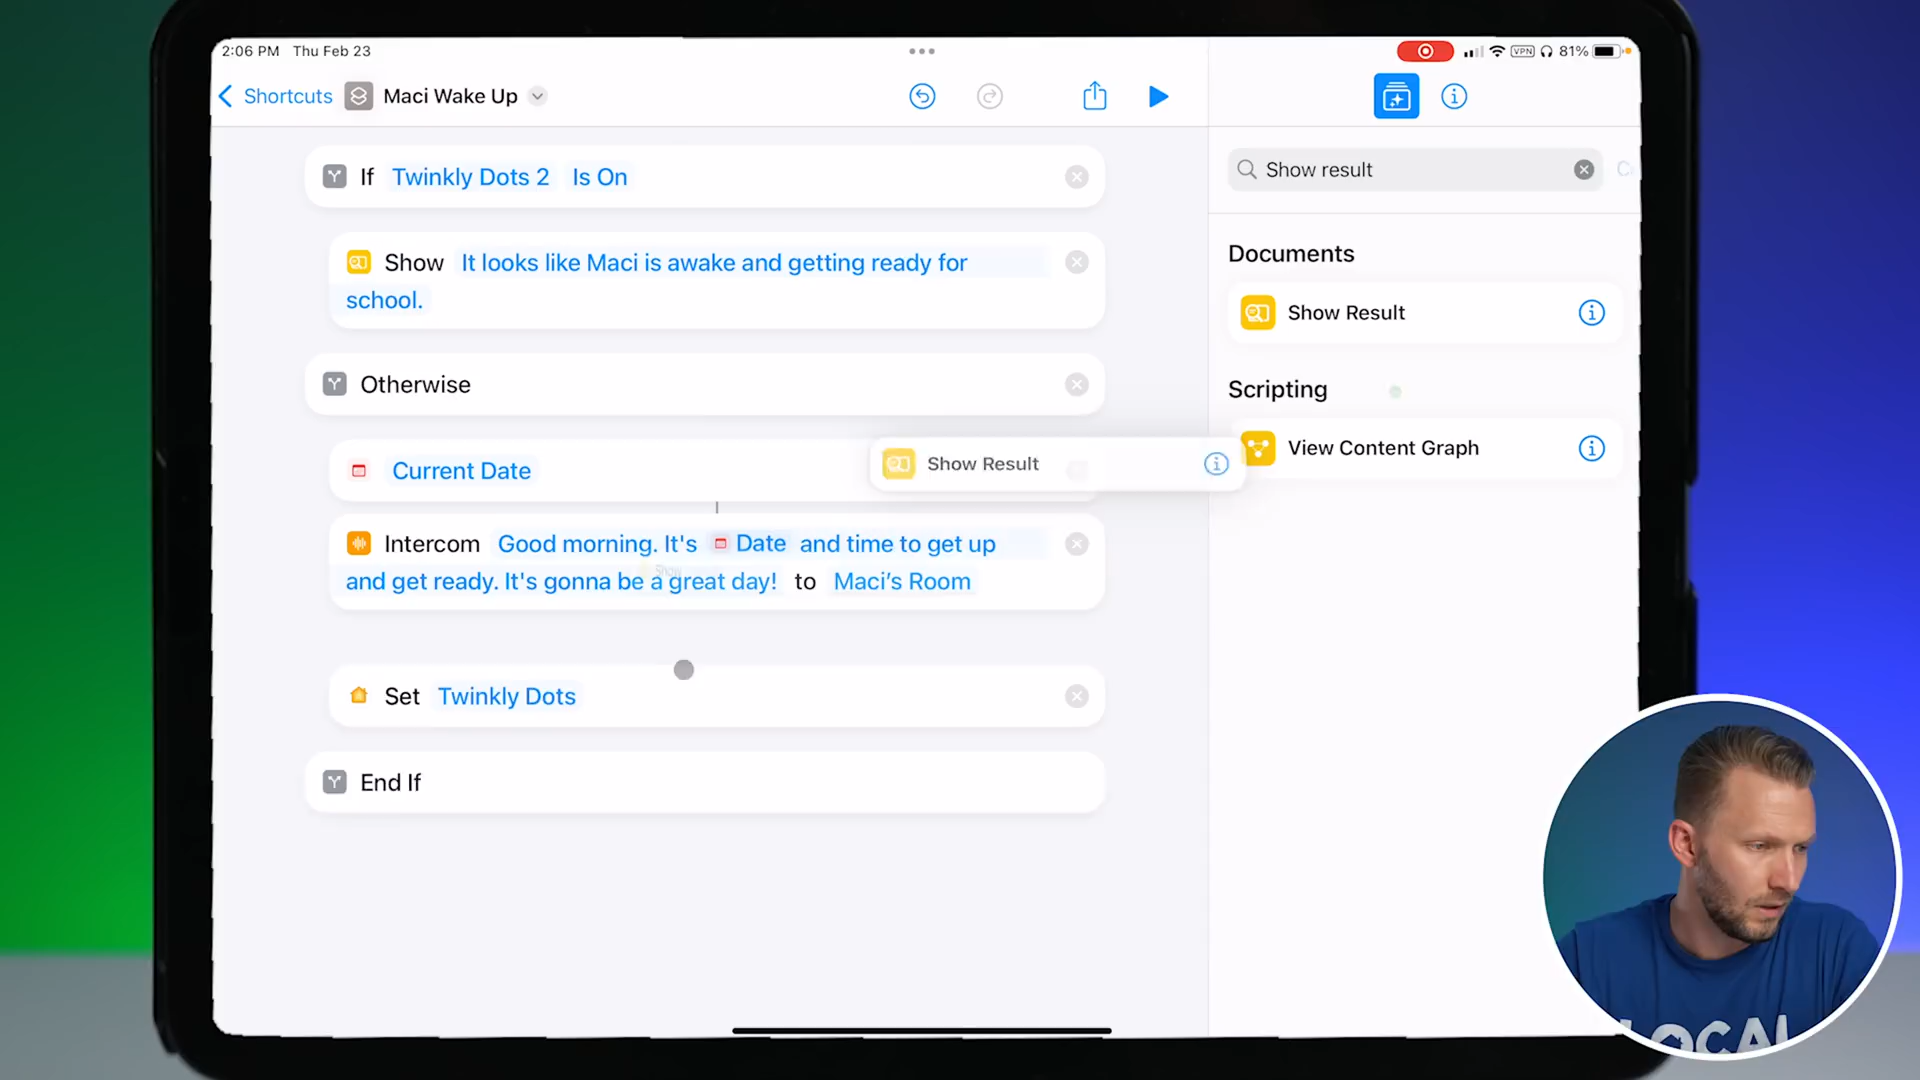 2:06 PM Thu Feb 23
VPN 81%
Shortcuts Maci Wake Up
Show result
If Twinkly Dots 2 Is On
Documents
Show It looks like Maci is awake and getting ready for
school.
Show Result
Otherwise
Scripting
Current Date
Show Result
View Content Graph
Intercom Good morning. It's Date and time to get up
and get ready. It's gonna be a great day! to Maci's Room
Show
Set Twinkly Dots
End If